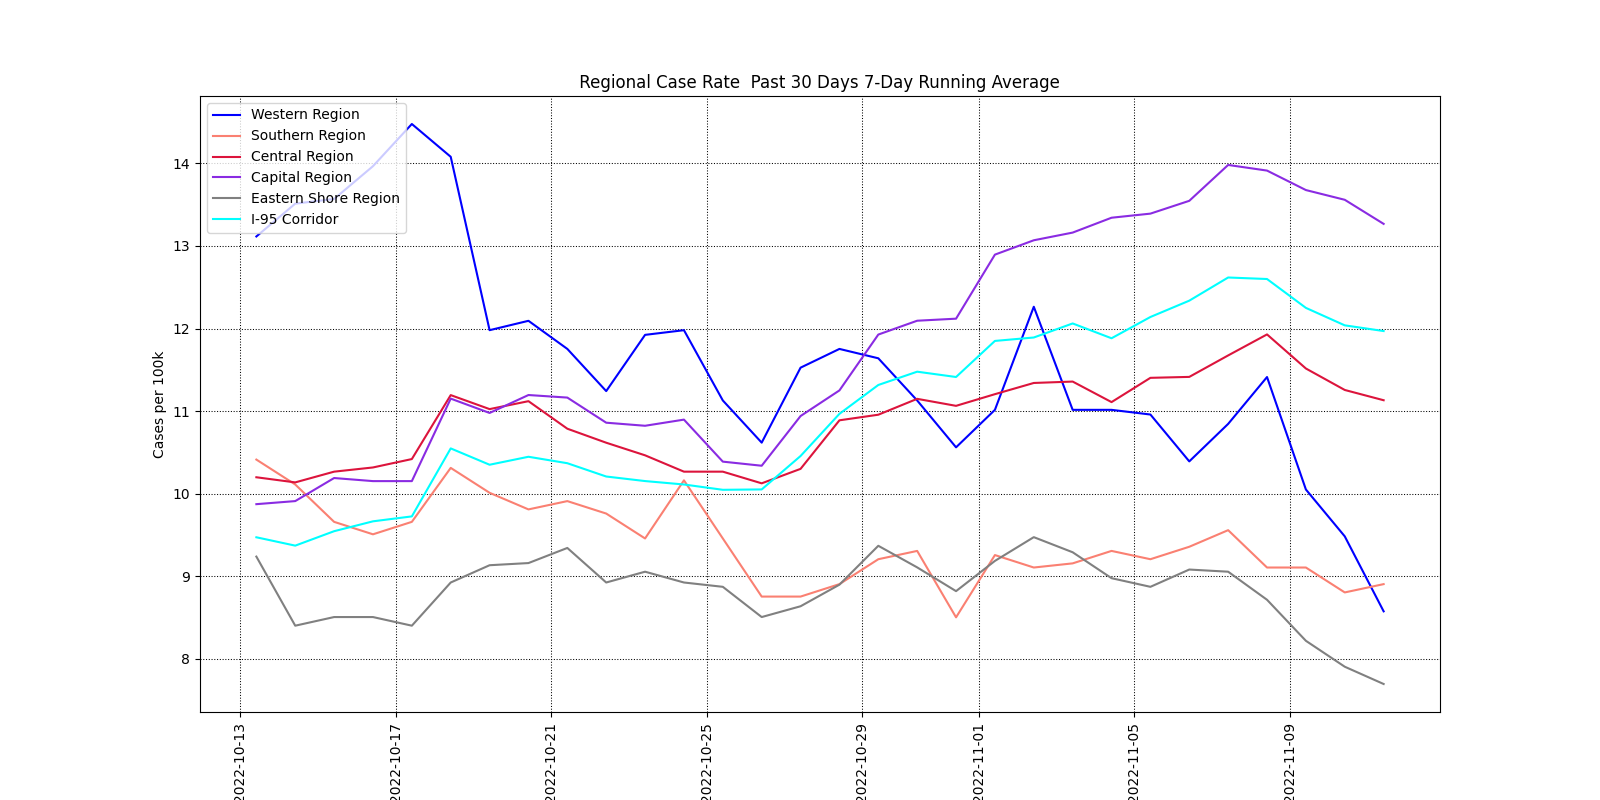 Regional Case Rate  Past 30 Days 7-Day Running Average
Western Region
Southern Region
Central Region
Capital Region
Eastern Shore Region
I-95 Corridor
Cases per 100k
14
13
12
11
10
9
8
2022-10-13
2022-10-17
2022-10-21
2022-10-25
2022-10-29
2022-11-01
2022-11-05
2022-11-09